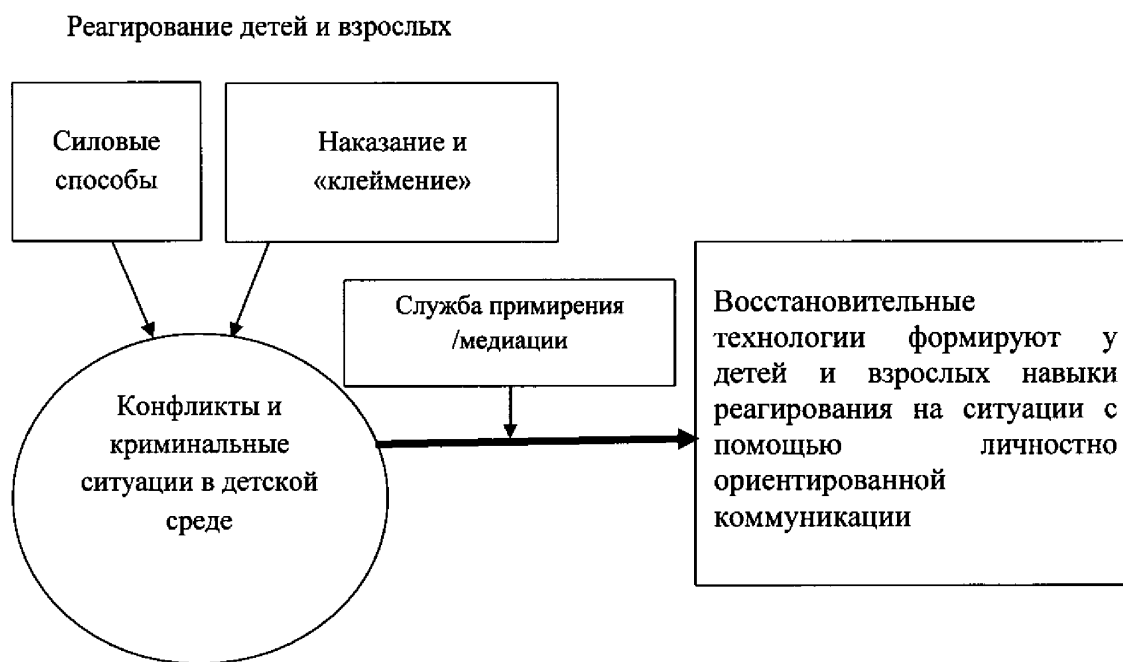 Реагирование детей и взрослых
Силовые
способы
Наказание и
«клеймение»
Служба примирения
/медиации
Конфликты и
криминальные
ситуации в детской
среде
Восстановительные
технологии формируют у
детей и взрослых навыки
реагирования на ситуации с
помощью личностно
ориентированной
коммуникации